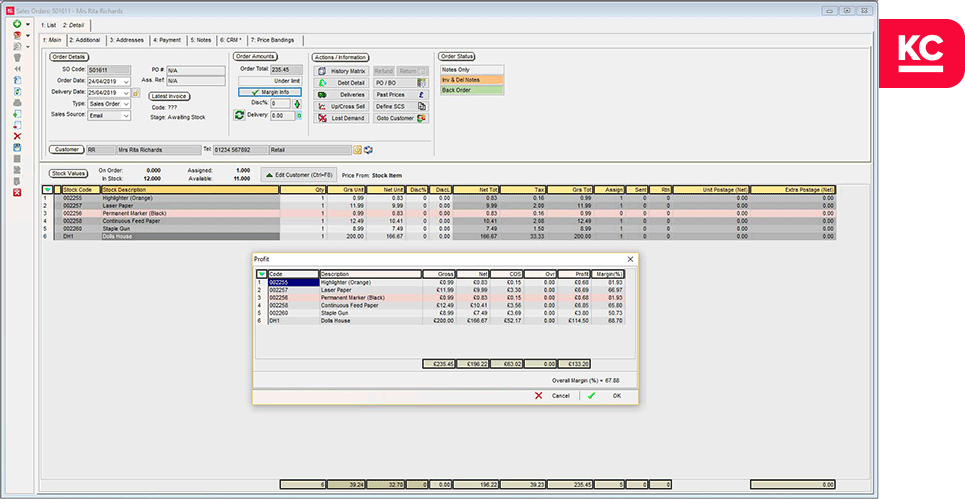 KC Sales Orders: S01611 - Mrs Rita Richards
KC
1: List 2: Detail
1: Main 2: Additional 3: Addresses 4: Payment 5: Notes 6: CRM * 7: Price Bandings
Order Details
SO Code: S01611 PO #: N/A
Order Date: 24/04/2019 Ass. Ref: N/A
Delivery Date: 25/04/2019 Latest Invoice
Type: Sales Order Code: ???
Sales Source: Email Stage: Awaiting Stock
Order Amounts
Order Total: 235.45
Under limit
Margin Info
Disc%: 0
Delivery: 0.00
Actions / Information
History Matrix Refund Return
Debt Detail PO / BO
Deliveries Past Prices £
Up/Cross Sell Define SCS
Lost Demand Goto Customer
Order Status
Notes Only
Inv & Del Notes
Back Order
Customer RR Mrs Rita Richards Tel: 01234 567892 Retail
Stock Values On Order: 0.000 Assigned: 1.000 Edit Customer (Ctrl+F8) Price From: Stock Item
In Stock: 12.000 Available: 11.000
Stock Code Stock Description Qty Grs Unit Net Unit Disc% DiscL Net Tot Tax Grs Tot Assign Sent Rtn Unit Postage (Net) Extra Postage (Net)
1 002255 Highlighter (Orange) 1 0.99 0.83 0 0.00 0.83 0.16 0.99 1 0 0 0.00 0.00
2 002257 Laser Paper 1 11.99 9.99 0 0.00 9.99 2.00 11.99 1 0 0 0.00 0.00
3 002256 Permanent Marker (Black) 1 0.99 0.83 0 0.00 0.83 0.16 0.99 0 0 0 0.00 0.00
4 002258 Continuous Feed Paper 1 12.49 10.41 0 0.00 10.41 2.08 12.49 1 0 0 0.00 0.00
5 002260 Staple Gun 1 8.99 7.49 0 0.00 7.49 1.50 8.99 1 0 0 0.00 0.00
6 DH1 Dolls House 1 200.00 166.67 0 0.00 166.67 33.33 200.00 1 0 0 0.00 0.00
Profit
Code Description Gross Net COS Ovr Profit Margin(%)
1 002255 Highlighter (Orange) £0.99 £0.83 £0.15 0.00 £0.68 81.93
2 002257 Laser Paper £11.99 £9.99 £3.30 0.00 £6.69 66.97
3 002256 Permanent Marker (Black) £0.99 £0.83 £0.15 0.00 £0.68 81.93
4 002258 Continuous Feed Paper £12.49 £10.41 £3.56 0.00 £6.85 65.80
5 002260 Staple Gun £8.99 £7.49 £3.69 0.00 £3.80 50.73
6 DH1 Dolls House £200.00 £166.67 £52.17 0.00 £114.50 68.70
£235.45 £196.22 £63.02 0.00 £133.20
Overall Margin (%) = 67.88
Cancel OK
6 39.24 32.70 0 0.00 196.22 39.23 235.45 5 0 0 0.00